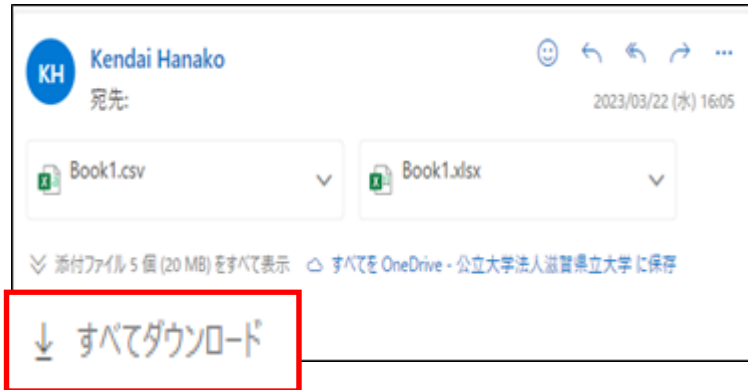 KH
Kendai Hanako
宛先:
2023/03/22 (水) 16:05
Book1.csv
Book1.xlsx
添付ファイル 5 個 (20 MB) をすべて表示 すべてを OneDrive - 公立大学法人滋賀県立大学 に保存
すべてダウンロード